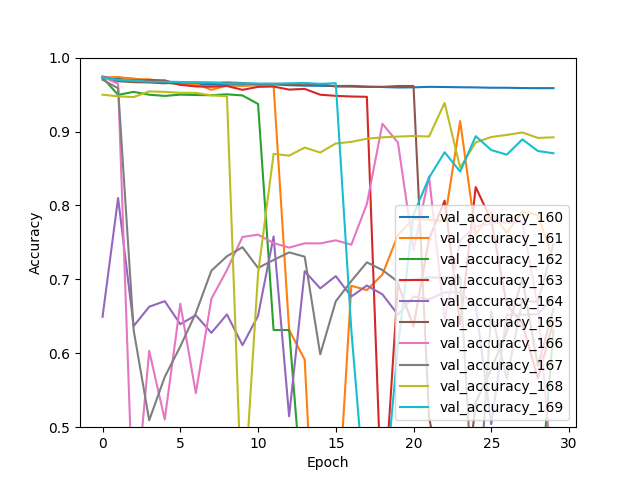 1.0
0.9
0.8
0.7
0.6
0.5
Accuracy
0 5 10 15 20 25 30
Epoch
val_accuracy_160
val_accuracy_161
val_accuracy_162
val_accuracy_163
val_accuracy_164
val_accuracy_165
val_accuracy_166
val_accuracy_167
val_accuracy_168
val_accuracy_169